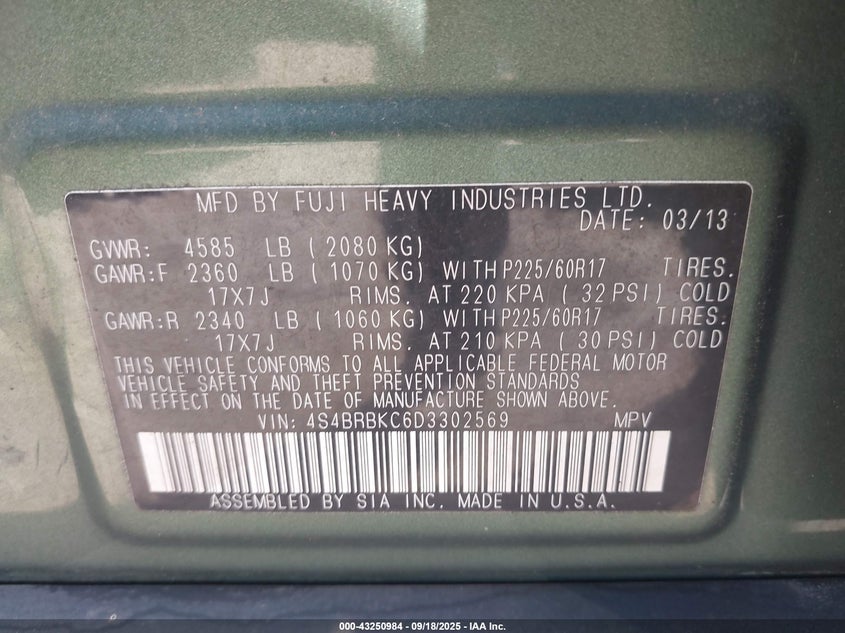 MFD BY FUJI HEAVY INDUSTRIES LTD.
DATE: 03/13
GVWR: 4585 LB ( 2080 KG)
GAWR:F 2360 LB ( 1070 KG) WITH P225/60R17 TIRES.
17X7J RIMS. AT 220 KPA ( 32 PSI) COLD
GAWR:R 2340 LB ( 1060 KG) WITH P225/60R17 TIRES.
17X7J RIMS. AT 210 KPA ( 30 PSI) COLD
THIS VEHICLE CONFORMS TO ALL APPLICABLE FEDERAL MOTOR
VEHICLE SAFETY AND THEFT PREVENTION STANDARDS
IN EFFECT ON THE DATE OF MANUFACTURE SHOWN ABOVE.
VIN: 4S4BRBKC6D3302569 MPV
ASSEMBLED BY SIA INC. MADE IN U.S.A.
000-43250984 - 09/18/2025 - IAA Inc.